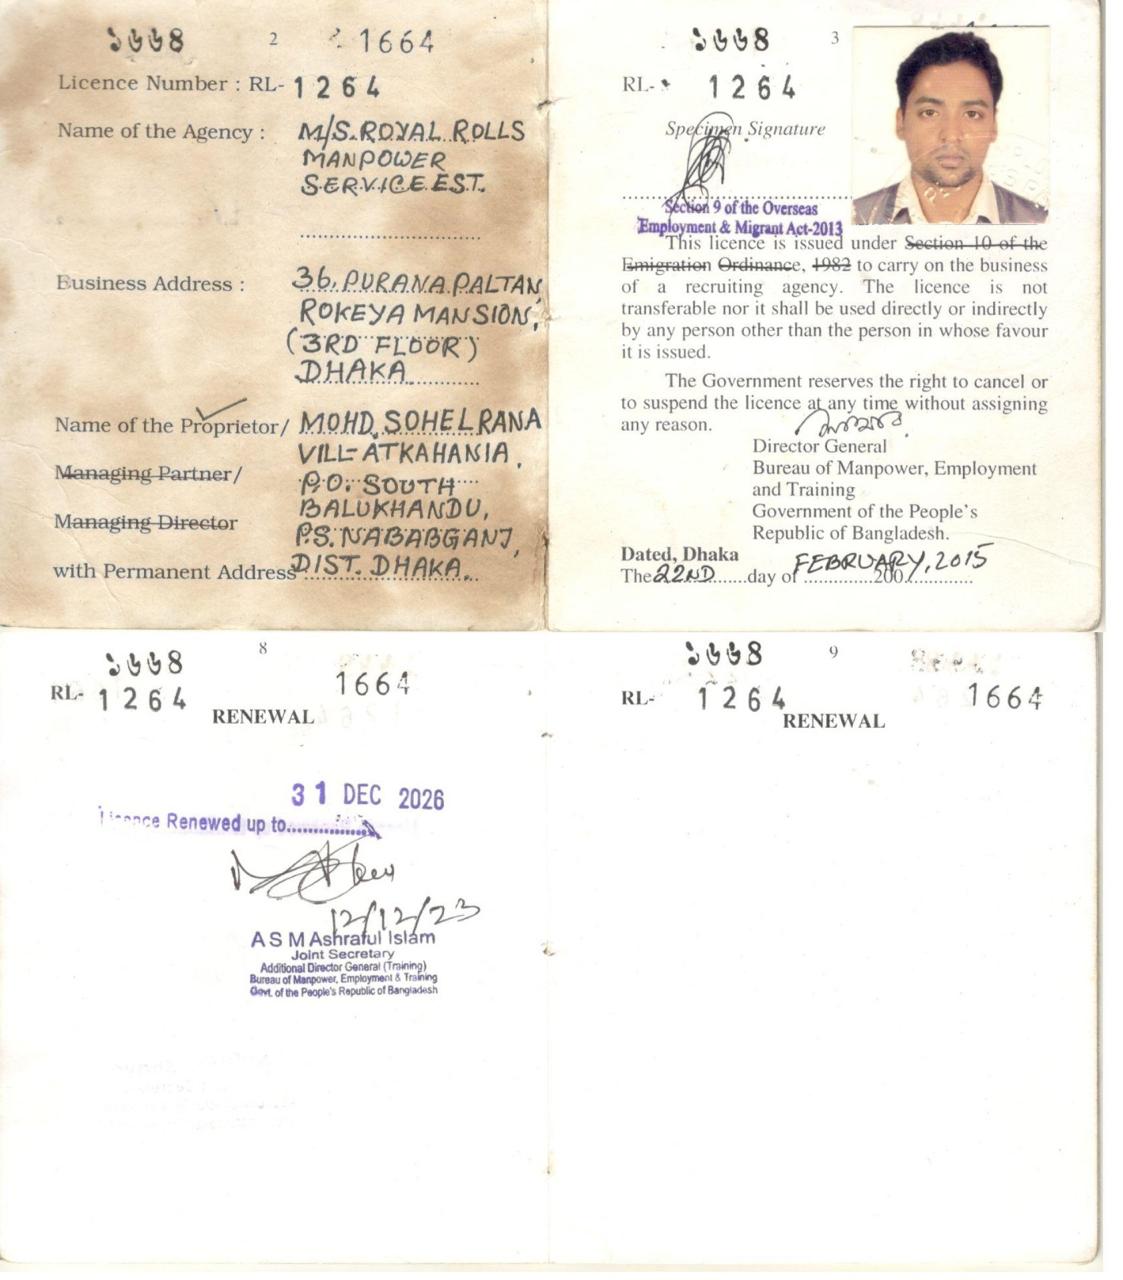 ১৬৬৪ 2 1664
Licence Number : RL- 1264
Name of the Agency : M/S. ROYAL ROLLS
MANPOWER
SERVICE EST.
Business Address : 36, PURANA PALTAN,
ROKEYA MANSION,
(3RD FLOOR)
DHAKA
Name of the Proprietor/ MOHD. SOHEL RANA
VILL- ATKAHANIA,
Managing Partner/ P.O. SOUTH
BALUKHANDU,
Managing Director P.S. NABABGANJ,
with Permanent Address DIST. DHAKA.
১৬৬৪ 3
RL- 1264
Specimen Signature
Section 9 of the Overseas
Employment & Migrant Act-2013
This licence is issued under Section 10 of the
Emigration Ordinance, 1982 to carry on the business
of a recruiting agency. The licence is not
transferable nor it shall be used directly or indirectly
by any person other than the person in whose favour
it is issued.
The Government reserves the right to cancel or
to suspend the licence at any time without assigning
any reason.
Director General
Bureau of Manpower, Employment
and Training
Government of the People's
Republic of Bangladesh.
Dated, Dhaka
The 22ND day of FEBRUARY, 2015 200
১৬৬৪ 8
RL- 1264 1664
RENEWAL
31 DEC 2026
Licence Renewed up to
12/12/23
A S M Ashraful Islam
Joint Secretary
Additional Director General (Training)
Bureau of Manpower, Employment & Training
Govt. of the People's Republic of Bangladesh
১৬৬৪ 9
RL- 1264 1664
RENEWAL